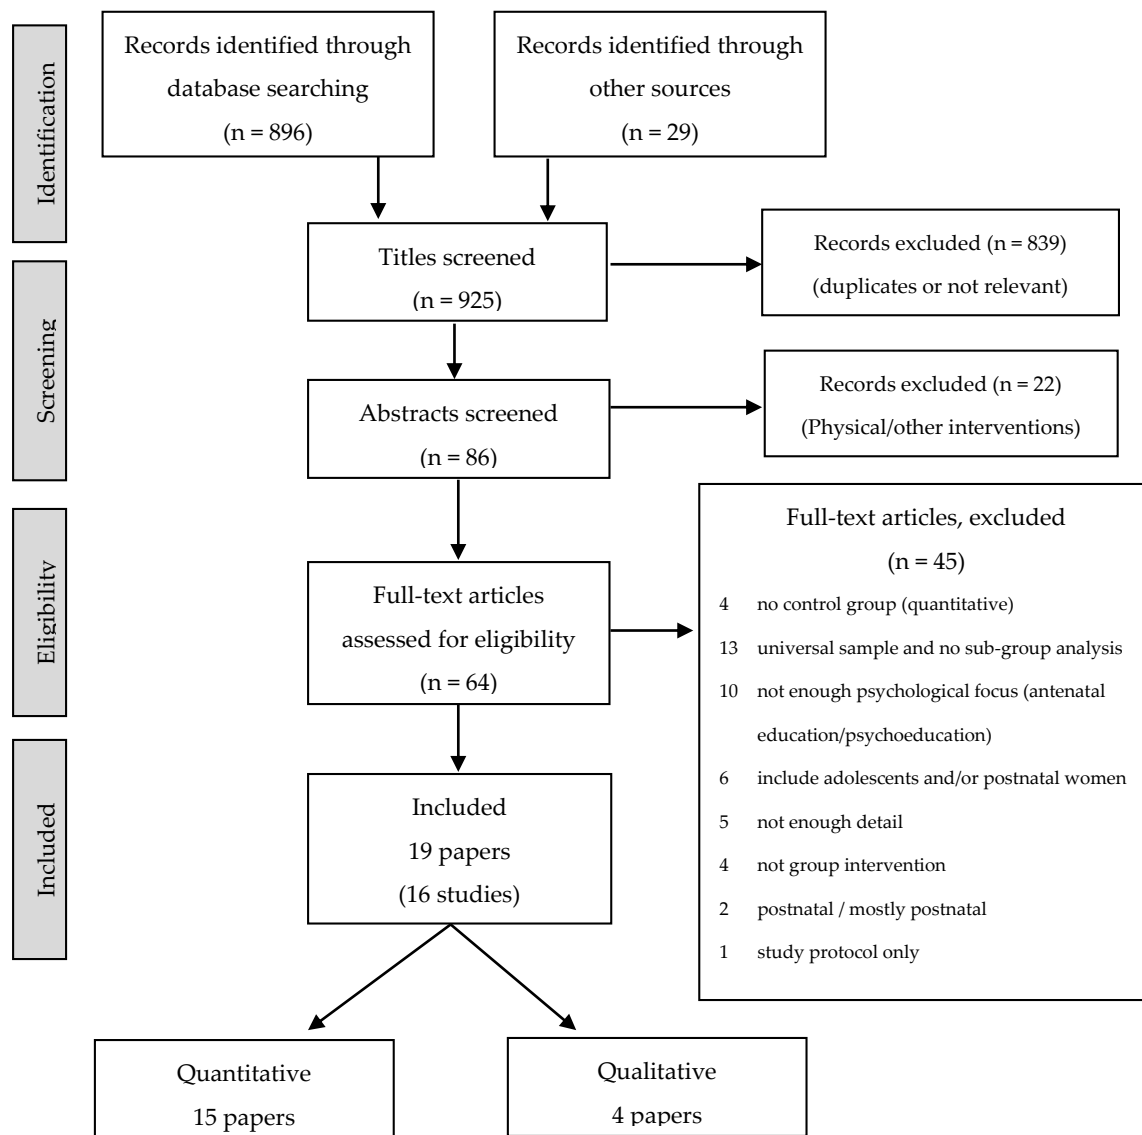 Identification
Records identified through
database searching
(n = 896)
Records identified through
other sources
(n = 29)
Titles screened
(n = 925)
Records excluded (n = 839)
(duplicates or not relevant)
Screening
Abstracts screened
(n = 86)
Records excluded (n = 22)
(Physical/other interventions)
Eligibility
Full-text articles
assessed for eligibility
(n = 64)
Full-text articles, excluded
(n = 45)
4 no control group (quantitative)
13 universal sample and no sub-group analysis
10 not enough psychological focus (antenatal
education/psychoeducation)
6 include adolescents and/or postnatal women
5 not enough detail
4 not group intervention
2 postnatal / mostly postnatal
1 study protocol only
Included
Included
19 papers
(16 studies)
Quantitative
15 papers
Qualitative
4 papers